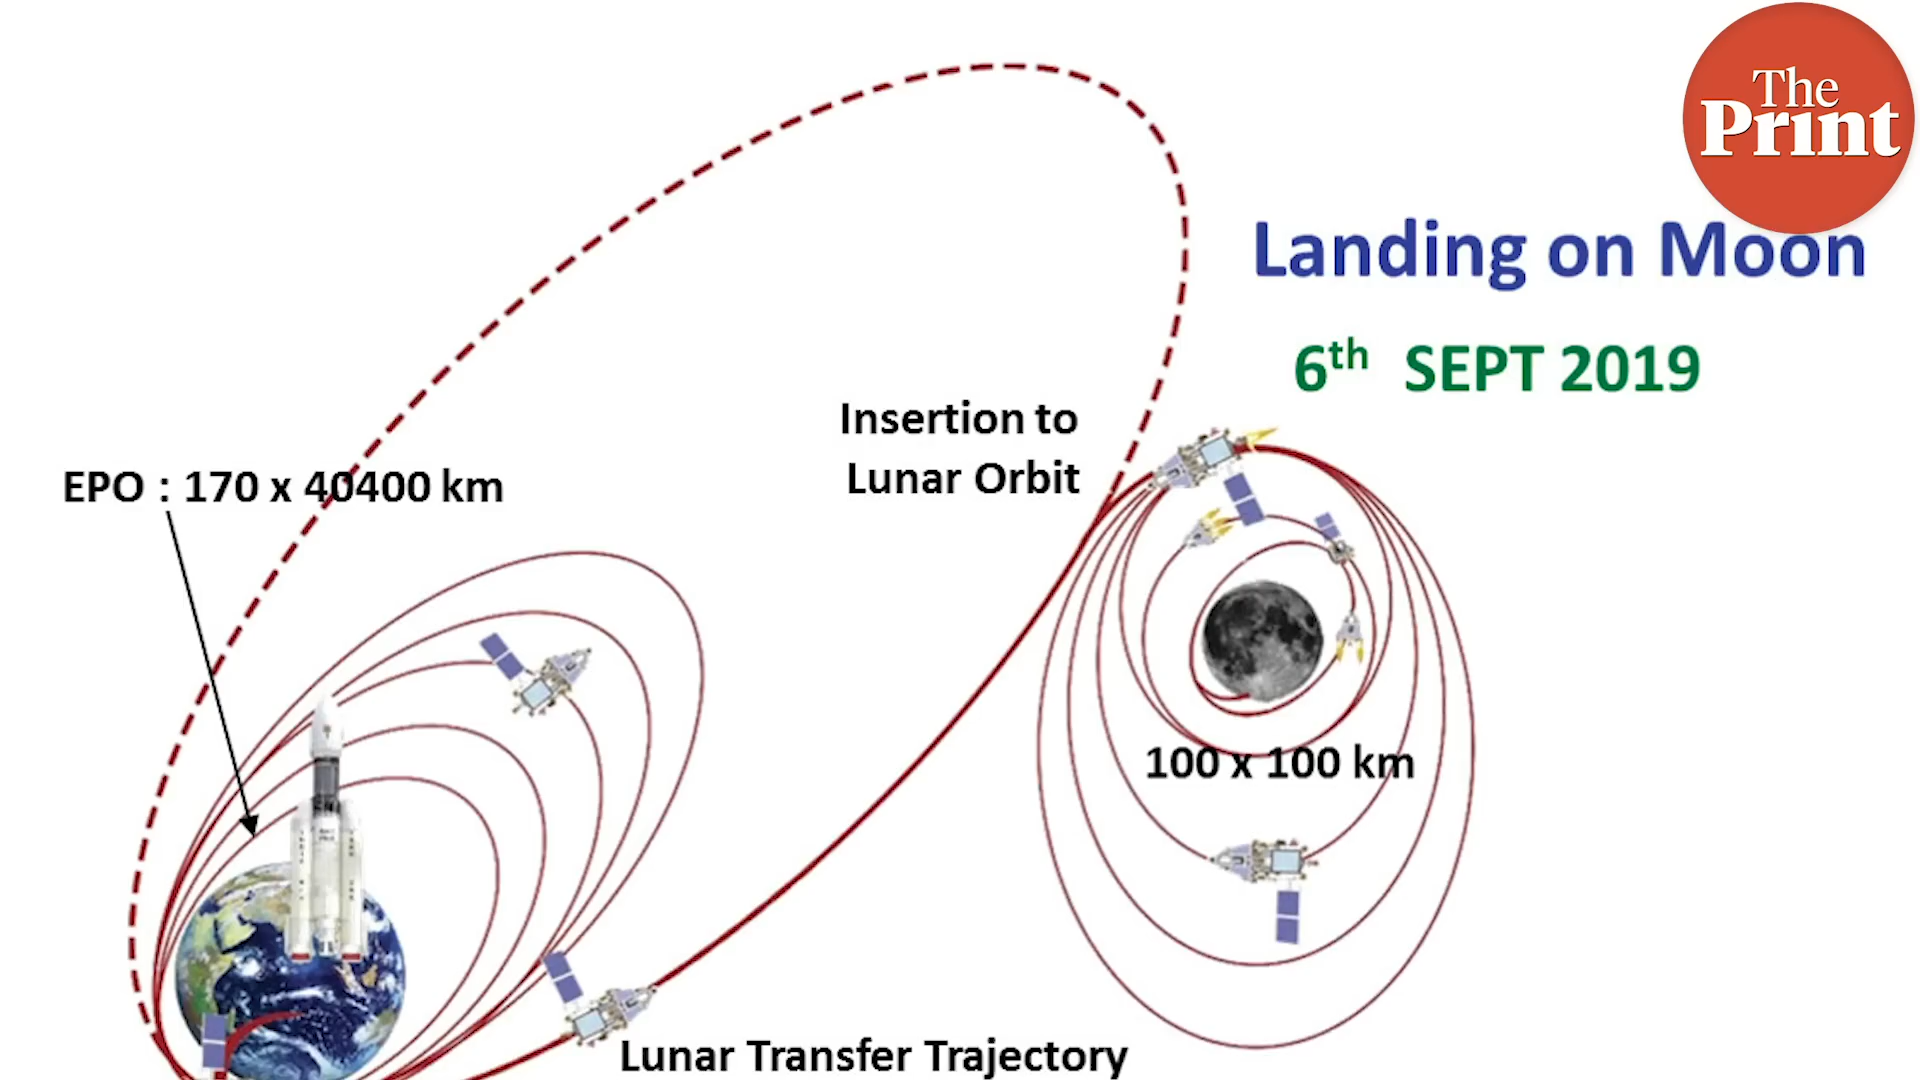 The
Print
Landing on Moon
6th SEPT 2019
Insertion to
Lunar Orbit
EPO : 170 x 40400 km
100 x 100 km
Lunar Transfer Trajectory